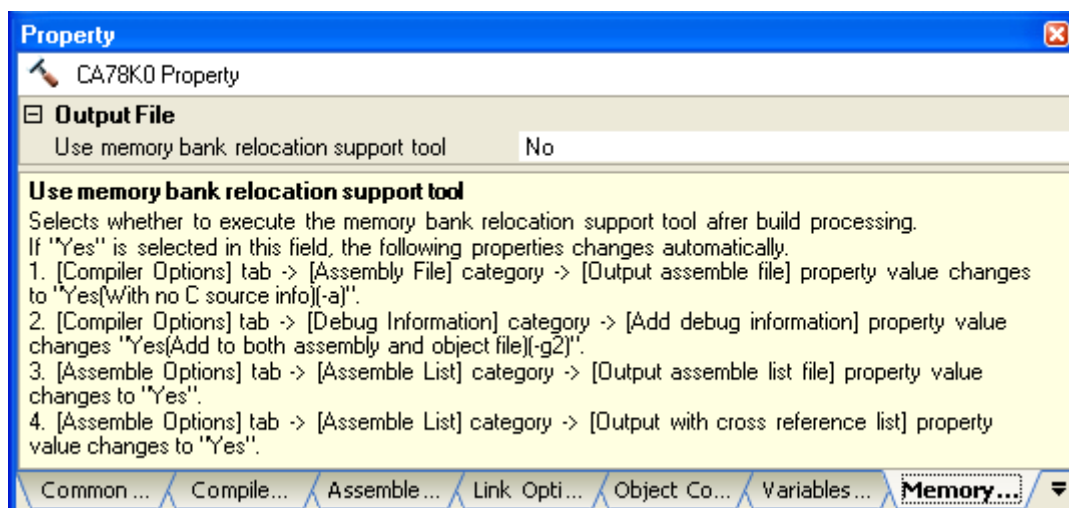 Property
CA78K0 Property
Output File
Use memory bank relocation support tool No
Use memory bank relocation support tool
Selects whether to execute the memory bank relocation support tool afrer build processing.
If "Yes" is selected in this field, the following properties changes automatically.
1. [Compiler Options] tab -> [Assembly File] category -> [Output assemble file] property value changes
to "Yes(With no C source info)(-a)".
2. [Compiler Options] tab -> [Debug Information] category -> [Add debug information] property value
changes "Yes(Add to both assembly and object file)(-g2)".
3. [Assemble Options] tab -> [Assemble List] category -> [Output assemble list file] property value
changes to "Yes".
4. [Assemble Options] tab -> [Assemble List] category -> [Output with cross reference list] property
value changes to "Yes".
Common ... Compile... Assemble... Link Opti... Object Co... Variables... Memory...